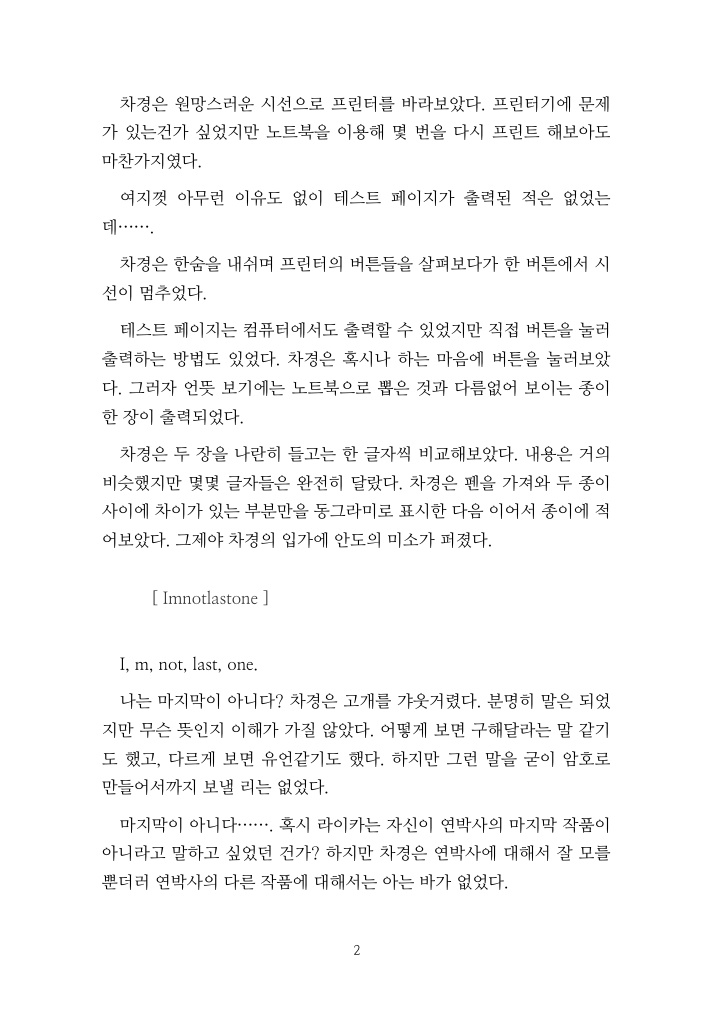 차경은 원망스러운 시선으로 프린터를 바라보았다. 프린터기에 문제
가 있는건가 싶었지만 노트북을 이용해 몇 번을 다시 프린트 해보아도
마찬가지였다.
여지껏 아무런 이유도 없이 테스트 페이지가 출력된 적은 없었는
데…….
차경은 한숨을 내쉬며 프린터의 버튼들을 살펴보다가 한 버튼에서 시
선이 멈추었다.
테스트 페이지는 컴퓨터에서도 출력할 수 있었지만 직접 버튼을 눌러
출력하는 방법도 있었다. 차경은 혹시나 하는 마음에 버튼을 눌러보았
다. 그러자 언뜻 보기에는 노트북으로 뽑은 것과 다름없어 보이는 종이
한 장이 출력되었다.
차경은 두 장을 나란히 들고는 한 글자씩 비교해보았다. 내용은 거의
비슷했지만 몇몇 글자들은 완전히 달랐다. 차경은 펜을 가져와 두 종이
사이에 차이가 있는 부분만을 동그라미로 표시한 다음 이어서 종이에 적
어보았다. 그제야 차경의 입가에 안도의 미소가 퍼졌다.
[ Imnotlastone ]
I, m, not, last, one.
나는 마지막이 아니다? 차경은 고개를 갸웃거렸다. 분명히 말은 되었
지만 무슨 뜻인지 이해가 가질 않았다. 어떻게 보면 구해달라는 말 같기
도 했고, 다르게 보면 유언같기도 했다. 하지만 그런 말을 굳이 암호로
만들어서까지 보낼 리는 없었다.
마지막이 아니다……. 혹시 라이카는 자신이 연박사의 마지막 작품이
아니라고 말하고 싶었던 건가? 하지만 차경은 연박사에 대해서 잘 모를
뿐더러 연박사의 다른 작품에 대해서는 아는 바가 없었다.
2